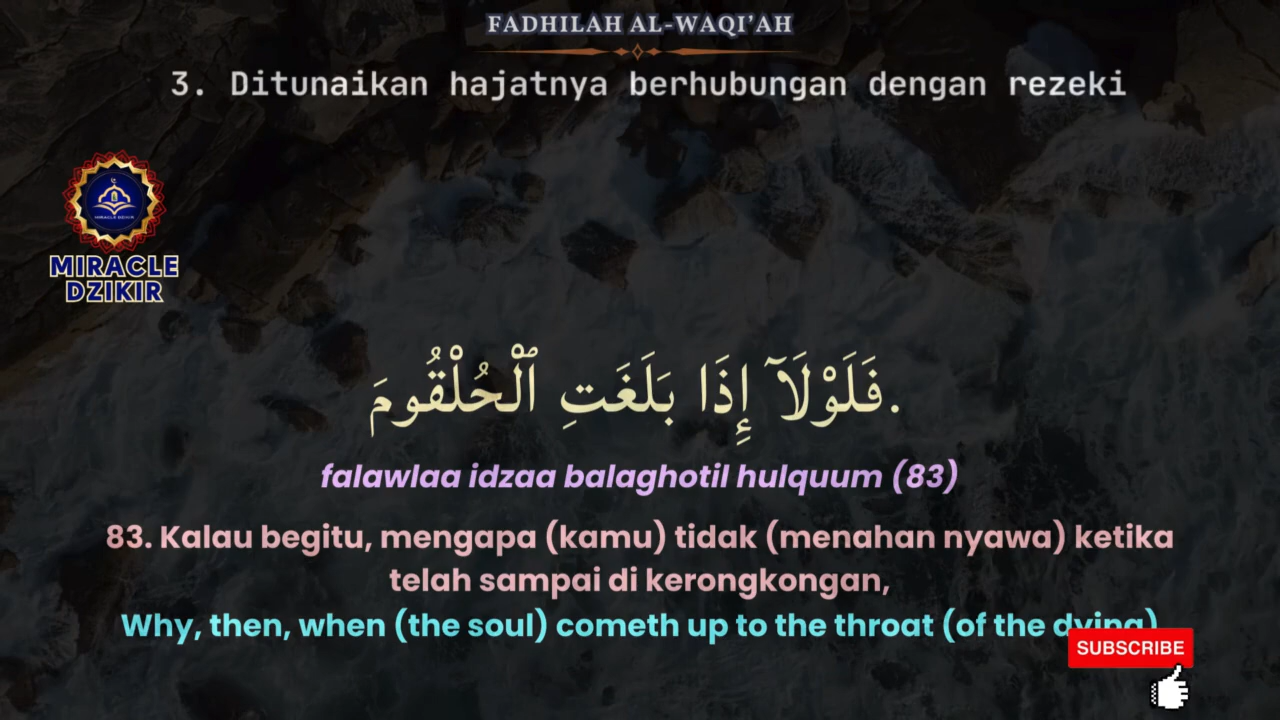 FADHILAH AL-WAQI’AH
3. Ditunaikan hajatnya berhubungan dengan rezeki
MIRACLE
DZIKIR
فَلَوْلَآ إِذَا بَلَغَتِ ٱلْحُلْقُومَ.
falawlaa idzaa balaghotil hulquum (83)
83. Kalau begitu, mengapa (kamu) tidak (menahan nyawa) ketika
telah sampai di kerongkongan,
Why, then, when (the soul) cometh up to the throat (of the dying)
SUBSCRIBE